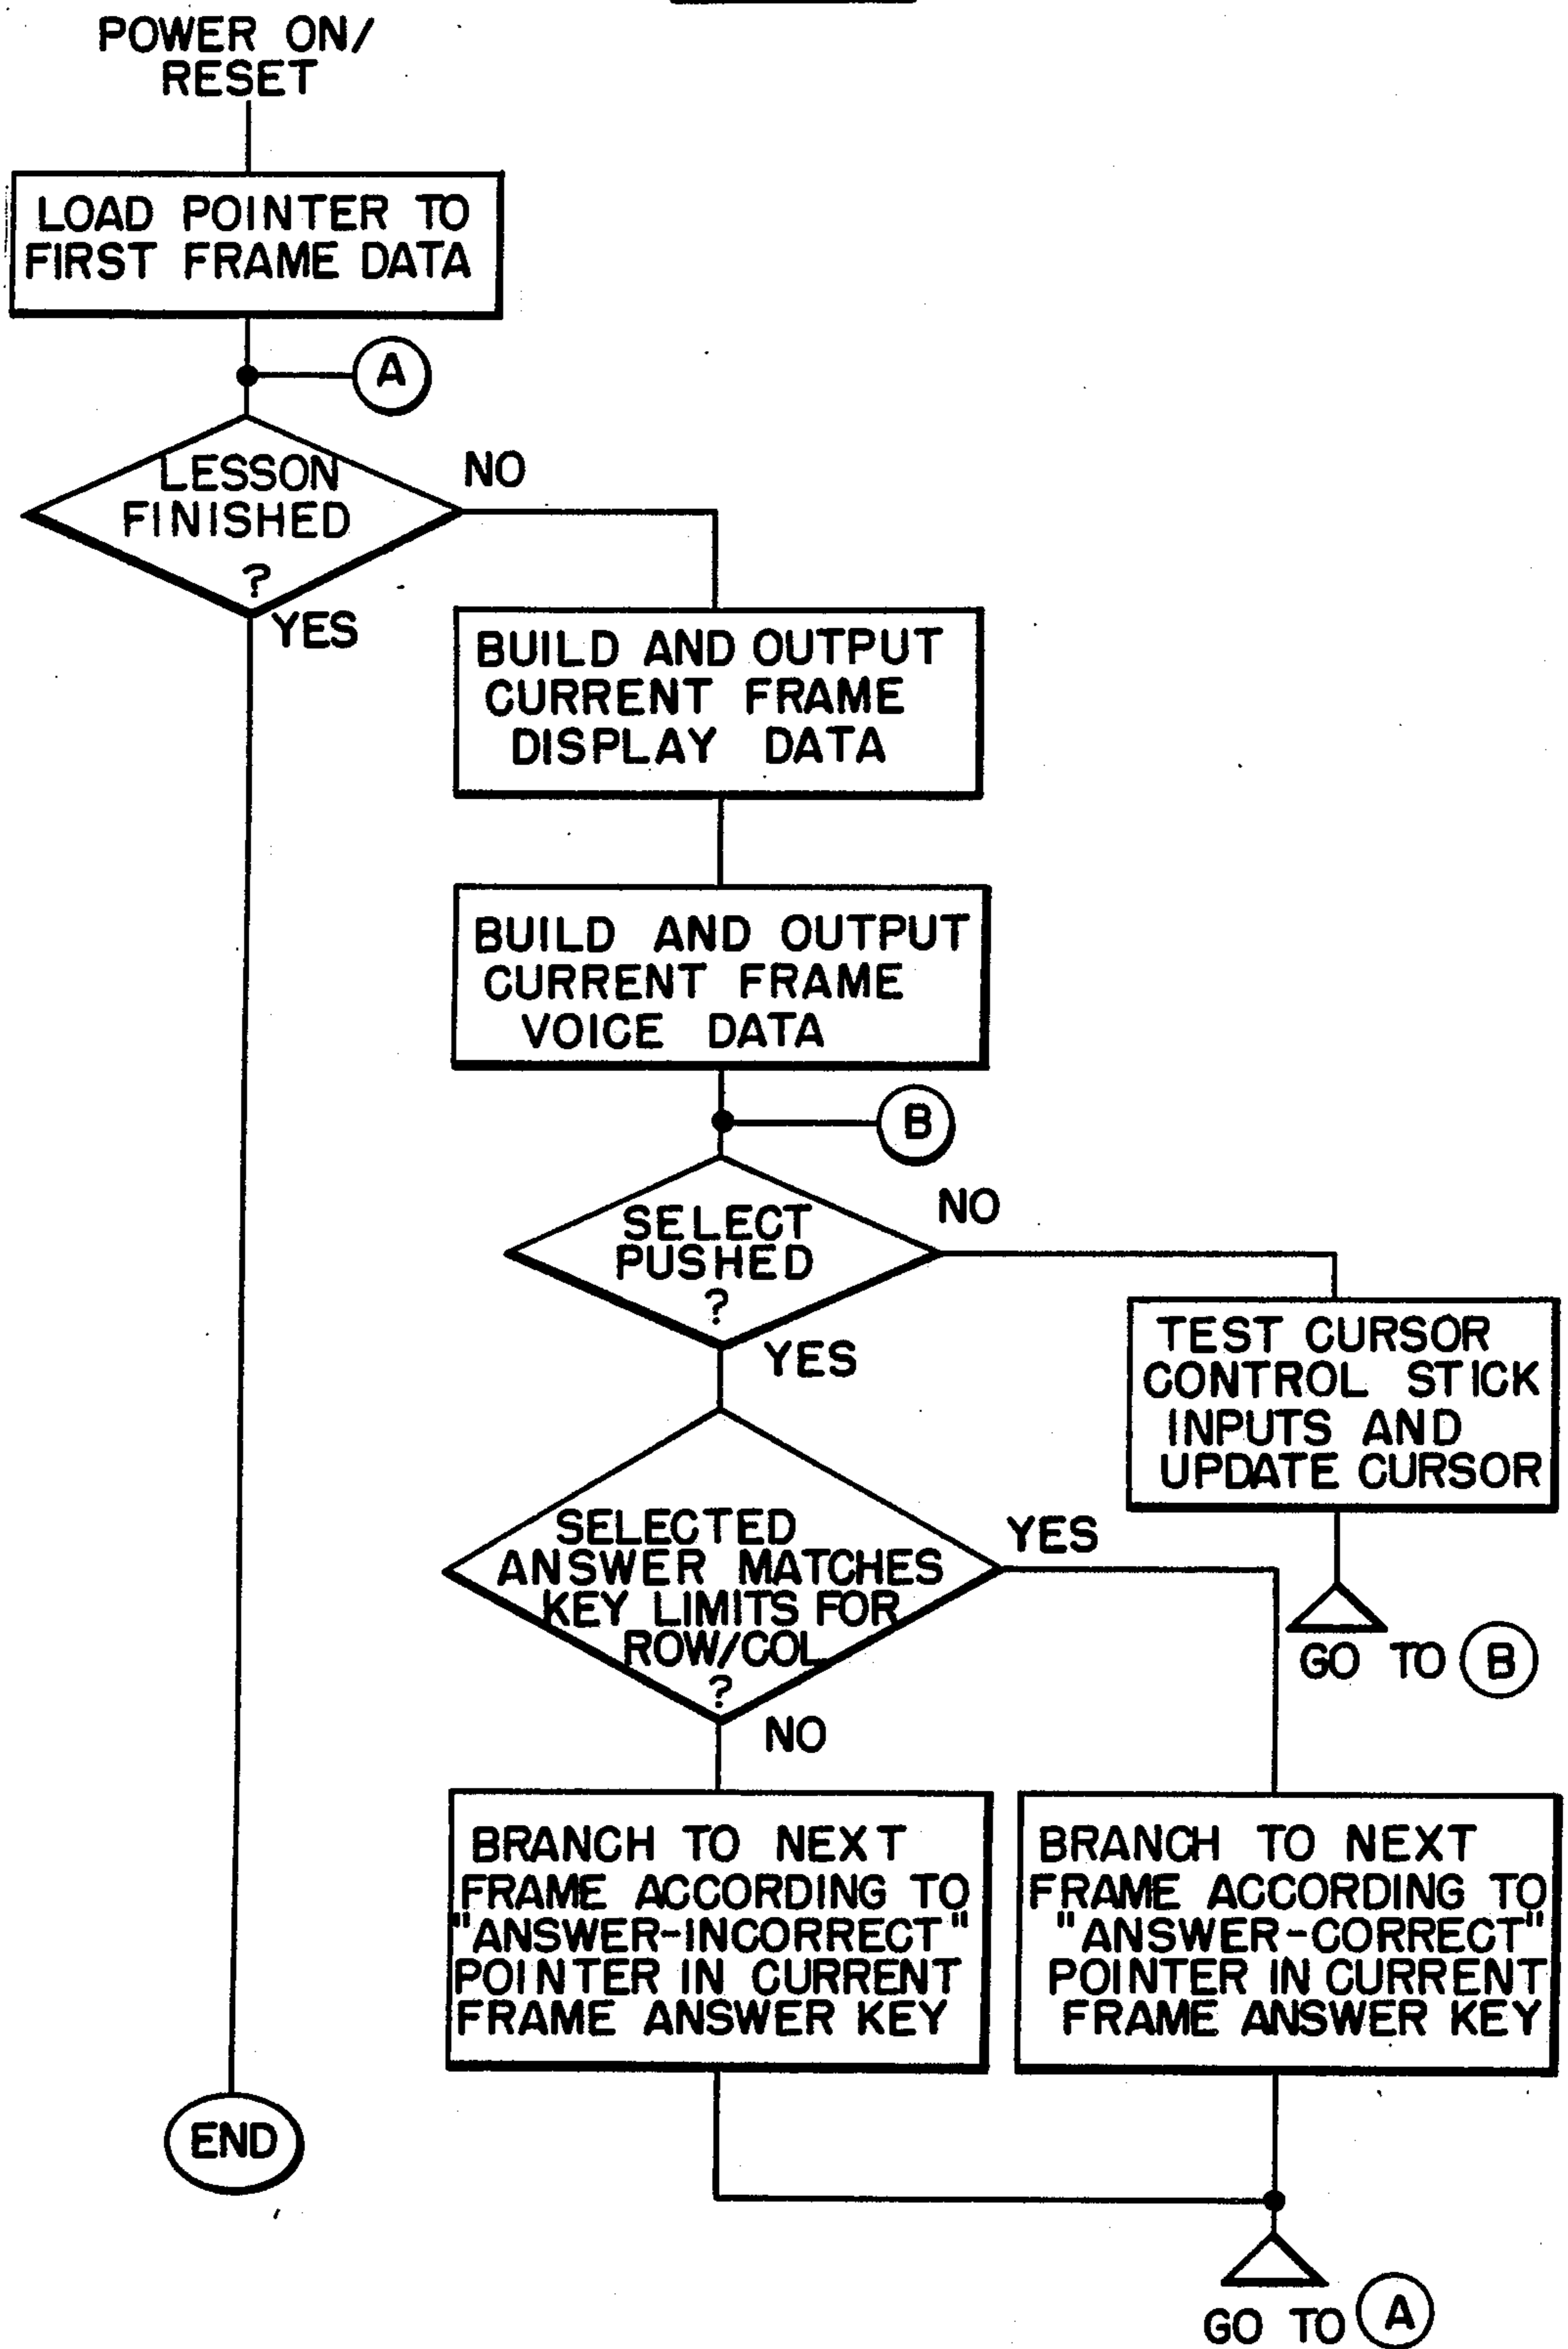 POWER ON/
RESET
LOAD POINTER TO
FIRST FRAME DATA
A
LESSON
FINISHED
?
NO
YES
BUILD AND OUTPUT
CURRENT FRAME
DISPLAY DATA
BUILD AND OUTPUT
CURRENT FRAME
VOICE DATA
B
SELECT
PUSHED
?
NO
YES
TEST CURSOR
CONTROL STICK
INPUTS AND
UPDATE CURSOR
GO TO B
SELECTED
ANSWER MATCHES
KEY LIMITS FOR
ROW/COL
?
YES
NO
BRANCH TO NEXT
FRAME ACCORDING TO
"ANSWER-INCORRECT"
POINTER IN CURRENT
FRAME ANSWER KEY
BRANCH TO NEXT
FRAME ACCORDING TO
"ANSWER-CORRECT"
POINTER IN CURRENT
FRAME ANSWER KEY
END
GO TO A